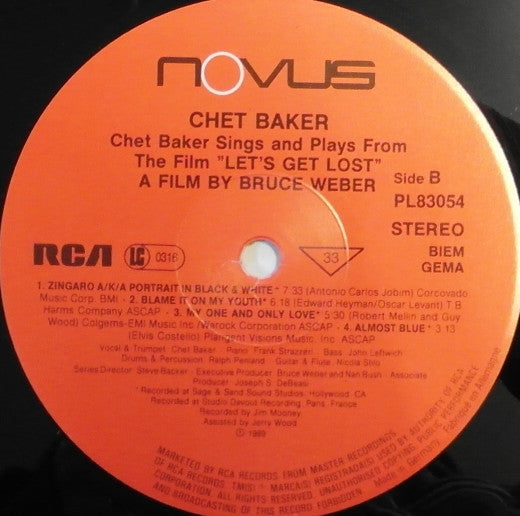 NOVUS
CHET BAKER
Chet Baker Sings and Plays From
The Film "LET'S GET LOST"
A FILM BY BRUCE WEBER
Side B
PL83054
STEREO
BIEM
GEMA
RCA LC 0316
33
1. ZINGARO A/K/A PORTRAIT IN BLACK & WHITE* 7:33 (Antonio Carlos Jobim) Corcovado
Music Corp. BMI • 2. BLAME IT ON MY YOUTH* 6:18 (Edward Heyman/Oscar Levant) T B
Harms Company ASCAP • 3. MY ONE AND ONLY LOVE* 5:30 (Robert Mellin and Guy
Wood) Colgems-EMI Music Inc./Warock Corporation ASCAP • 4. ALMOST BLUE* 3:13
(Elvis Costello) Plangent Visions Music, Inc. ASCAP
Vocal & Trumpet: Chet Baker Piano: Frank Strazzeri Bass: John Leftwich
Drums & Percussion: Ralph Penland Guitar & Flute: Nicola Stilo
Series Director: Steve Backer Executive Producer: Bruce Weber and Nan Bush Associate
Producer: Joseph S. DeBeasi
* Recorded at Sage & Sand Sound Studios, Hollywood, CA
Recorded at Studio Davout Recording, Paris, France
Recorded by Jim Mooney
Assisted by Jerry Wood
℗ 1989
MARKETED BY RCA RECORDS FROM MASTER RECORDINGS
OF RCA RECORDS. TM(S) ® MARCA(S) REGISTRADA(S) USED BY AUTHORITY OF RCA
CORPORATION. ALL RIGHTS RESERVED. UNAUTHORISED COPYING, PUBLIC PERFORMANCE
AND BROADCASTING OF THIS RECORD FORBIDDEN.
Made in Germany Fabriqué en Allemagne